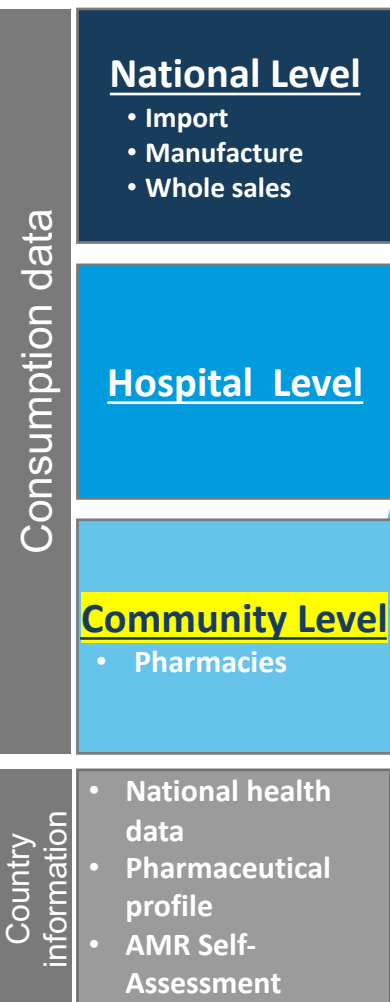 Consumption data
National Level
• Import
• Manufacture
• Whole sales
Hospital Level
Community Level
• Pharmacies
Country
information
• National health
data
• Pharmaceutical
profile
• AMR Self-
Assessment